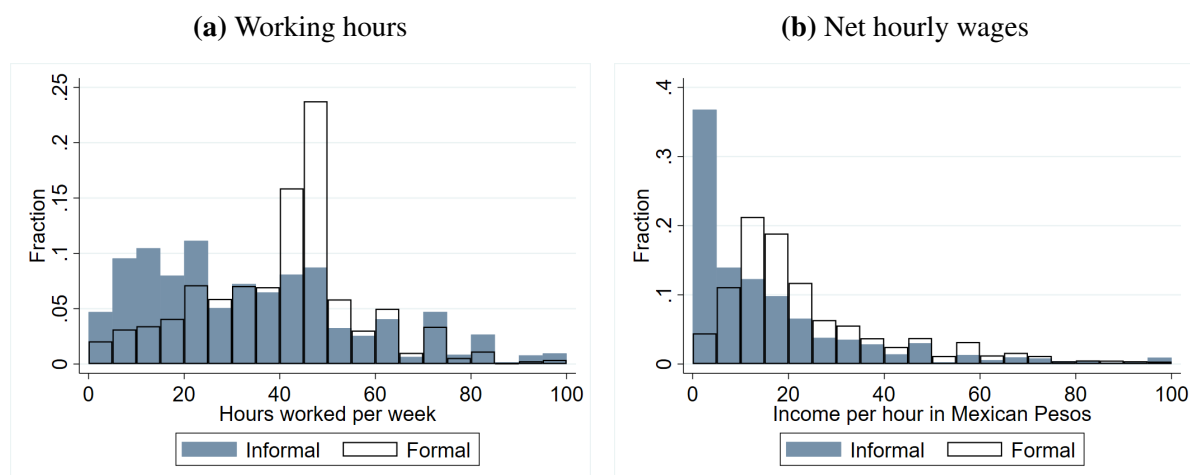 (a) Working hours
Fraction
.25
.2
.15
.1
.05
0
0 20 40 60 80 100
Hours worked per week
Informal Formal
(b) Net hourly wages
Fraction
.4
.3
.2
.1
0
0 20 40 60 80 100
Income per hour in Mexican Pesos
Informal Formal